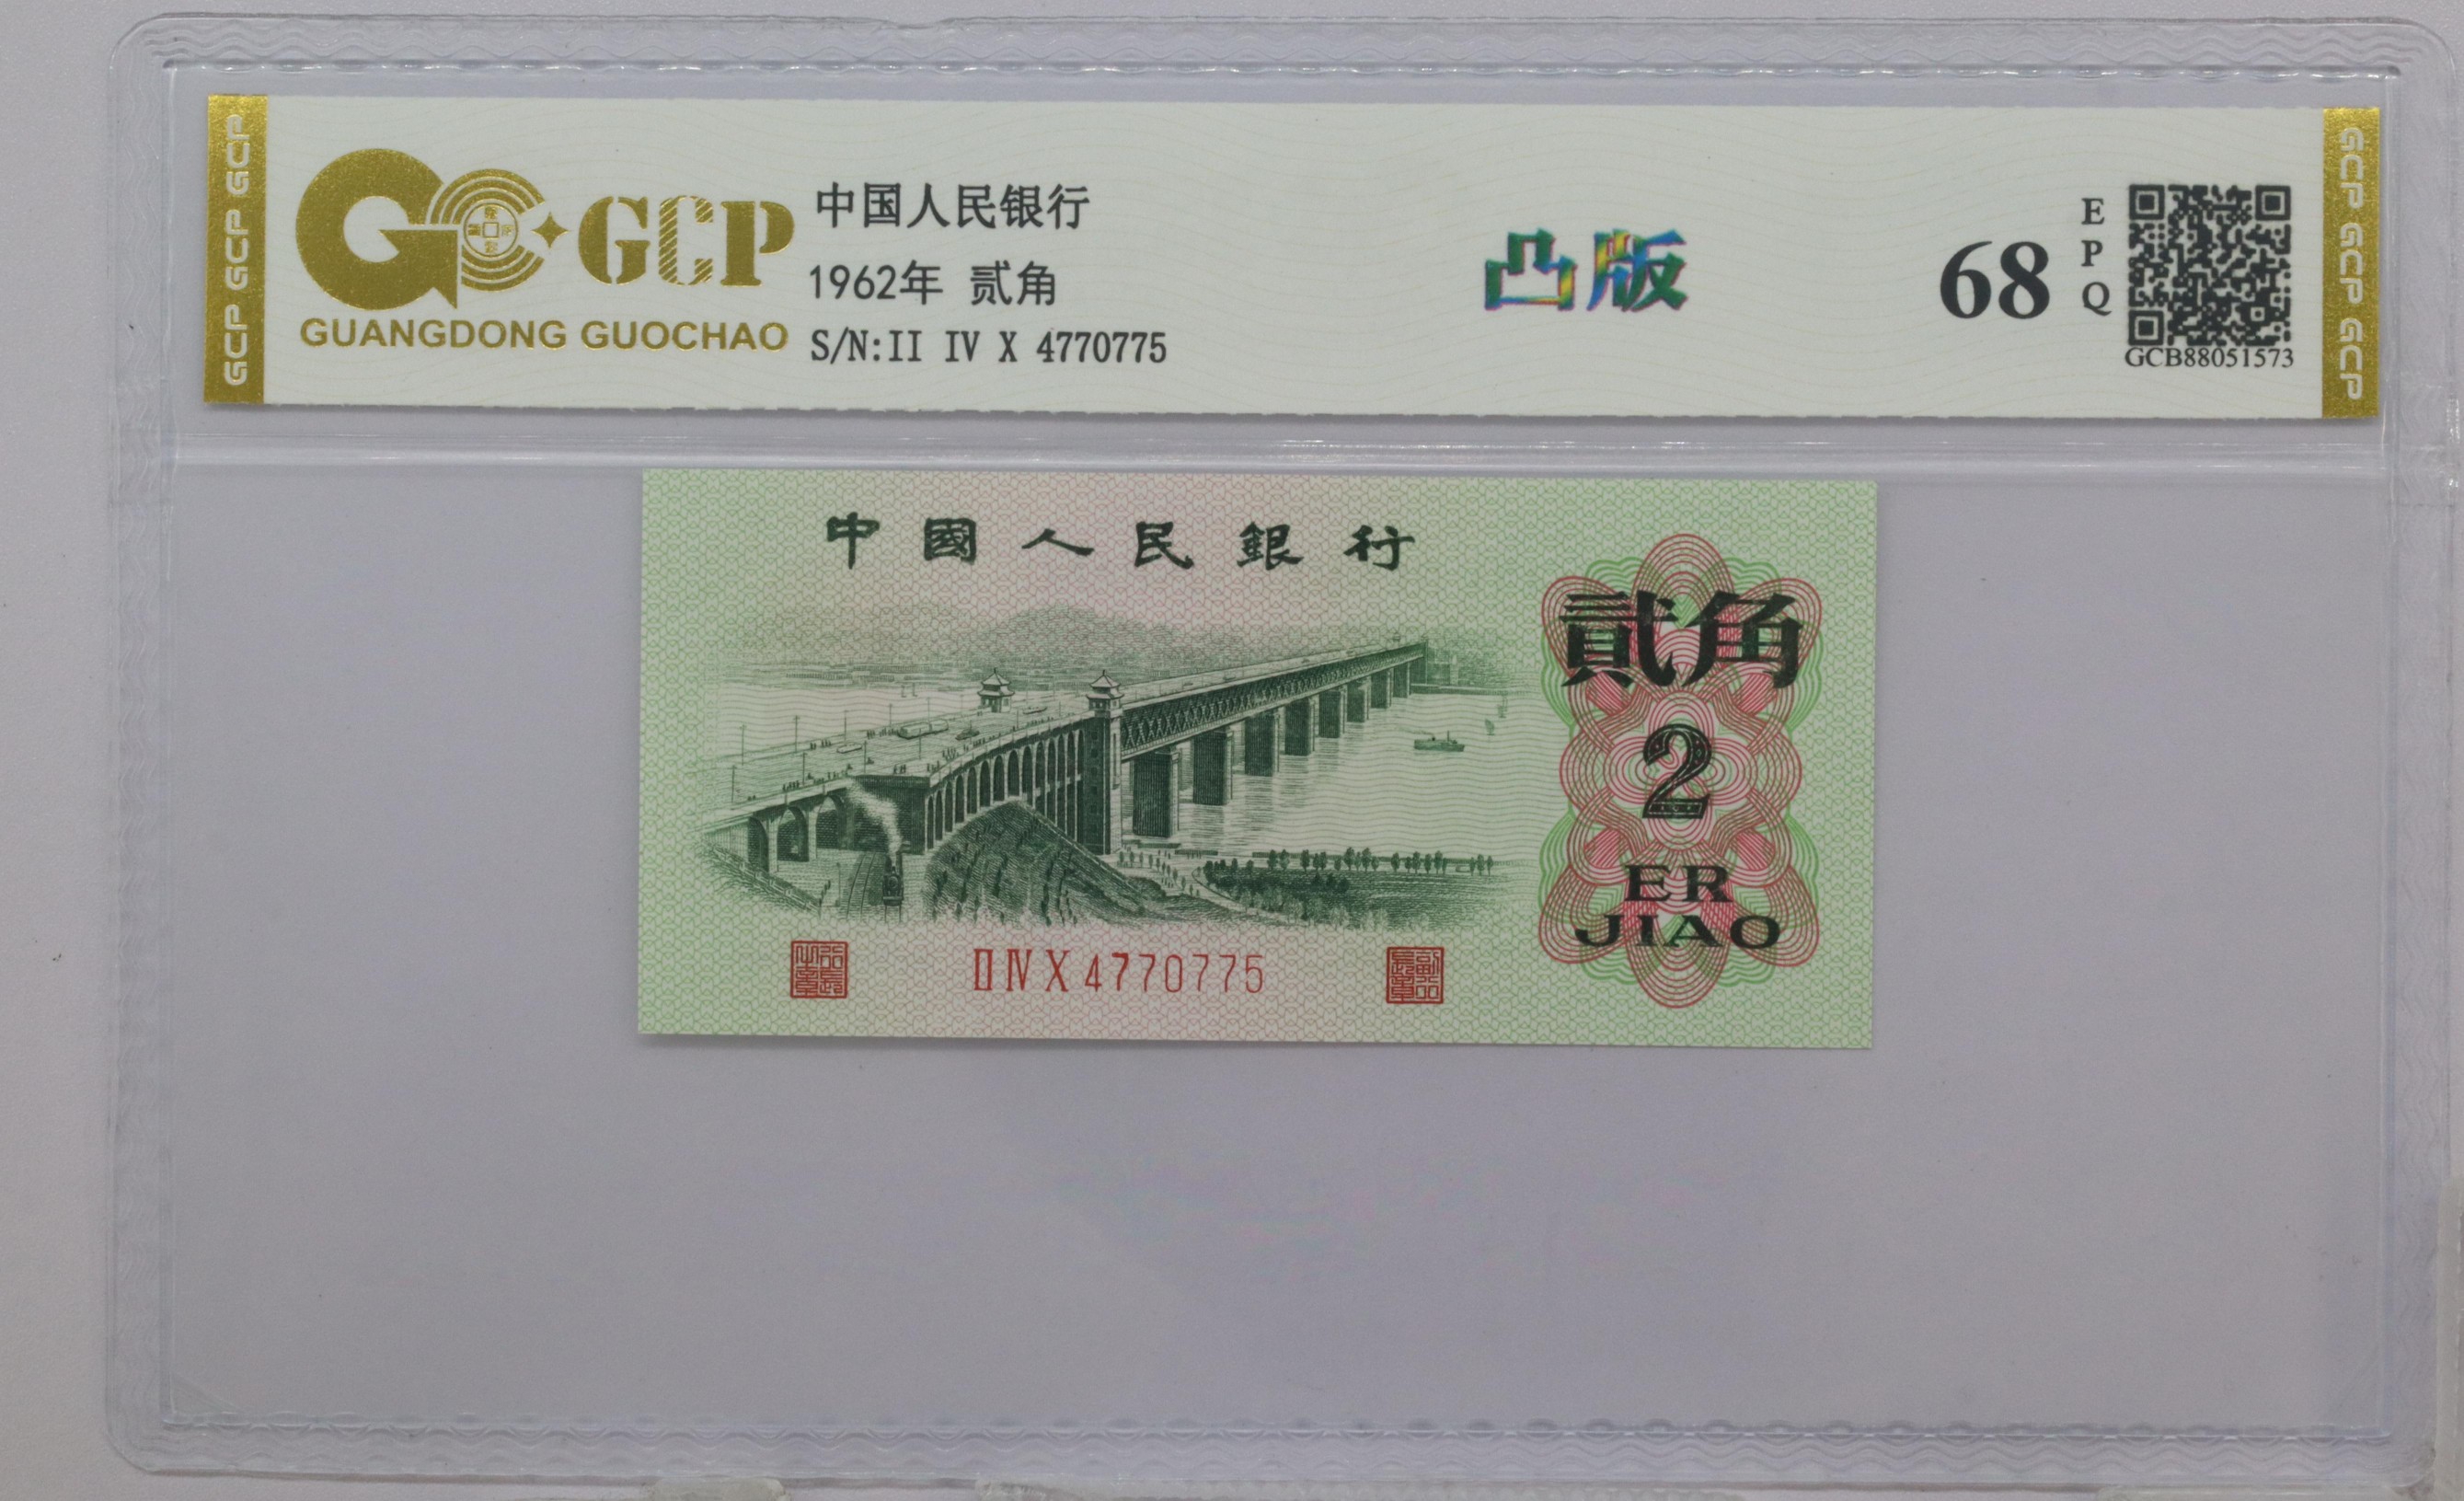 GCP GCP GCP
GCP
GUANGDONG GUOCHAO
中国人民银行
1962年 贰角
S/N:II IV X 4770775
凸版
68
EPQ
GCB88051573
GCP GCP GCP
中國人民銀行
貳角
2
ER
JIAO
ⅡⅣⅩ4770775